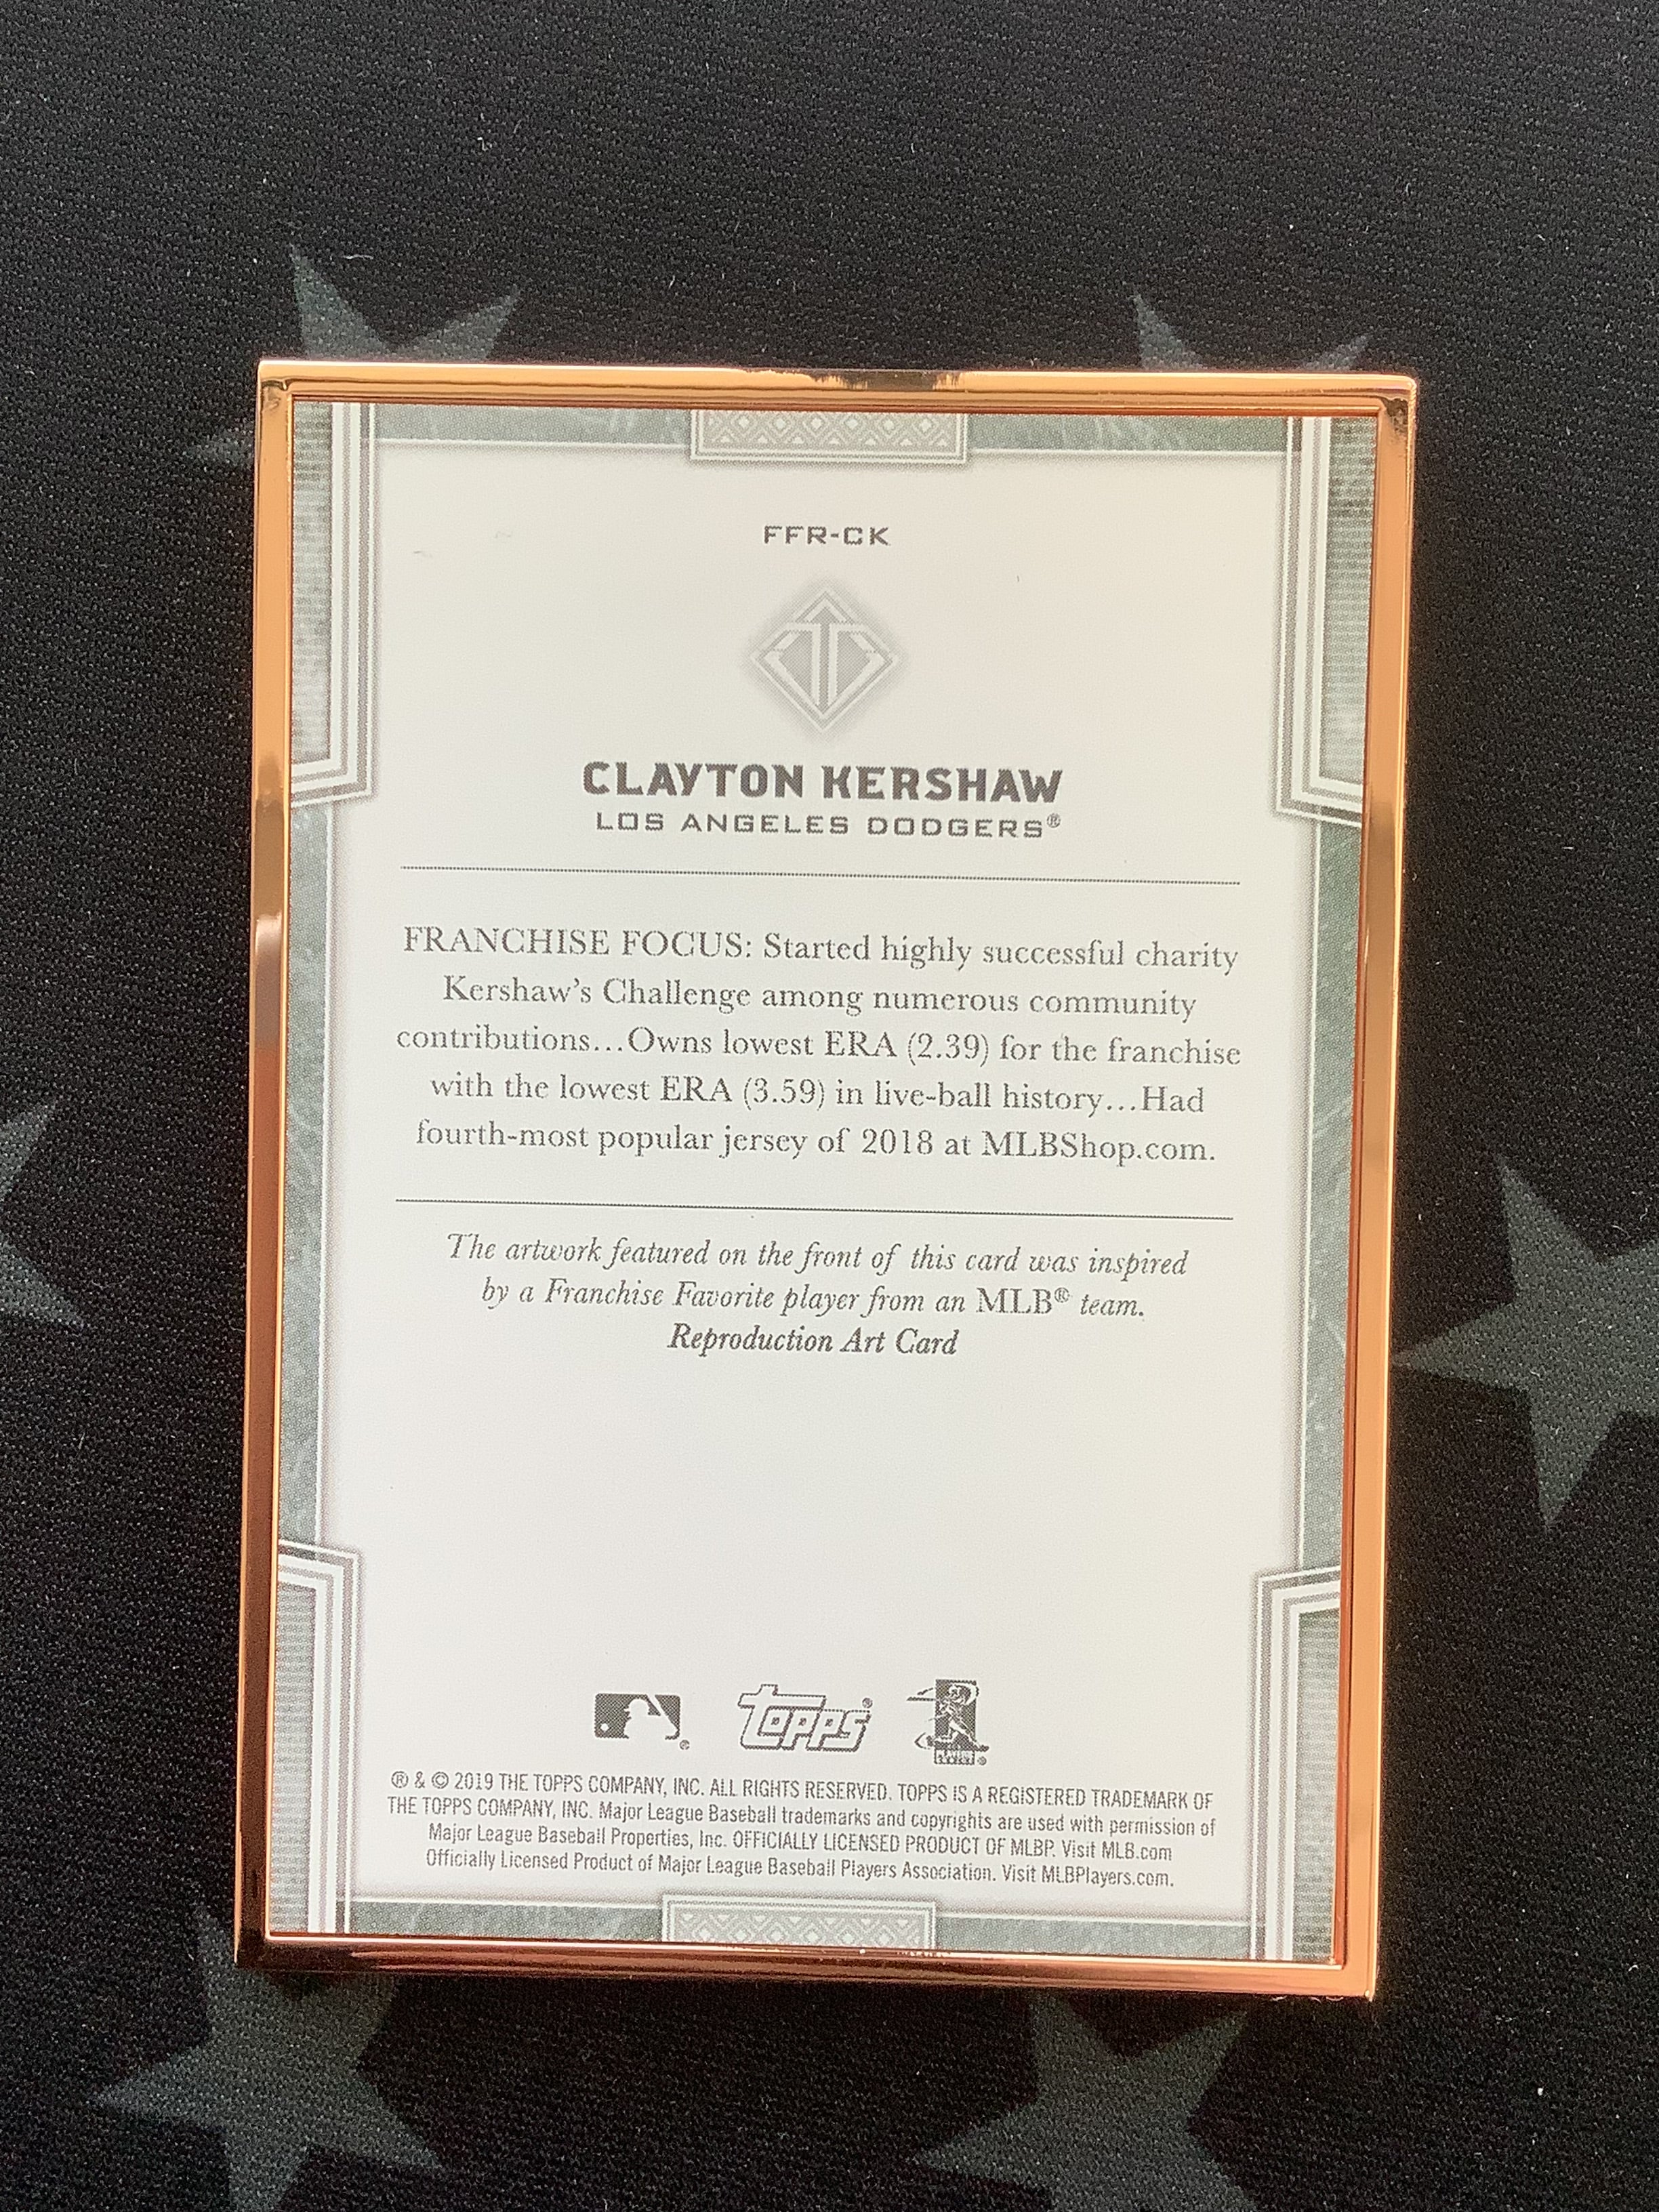 FFR-CK
CLAYTON KERSHAW
LOS ANGELES DODGERS®
FRANCHISE FOCUS: Started highly successful charity
Kershaw's Challenge among numerous community
contributions...Owns lowest ERA (2.39) for the franchise
with the lowest ERA (3.59) in live-ball history...Had
fourth-most popular jersey of 2018 at MLBShop.com.
The artwork featured on the front of this card was inspired
by a Franchise Favorite player from an MLB® team.
Reproduction Art Card
Topps®
® & © 2019 THE TOPPS COMPANY, INC. ALL RIGHTS RESERVED. TOPPS IS A REGISTERED TRADEMARK OF
THE TOPPS COMPANY, INC. Major League Baseball trademarks and copyrights are used with permission of
Major League Baseball Properties, Inc. OFFICIALLY LICENSED PRODUCT OF MLBP. Visit MLB.com
Officially Licensed Product of Major League Baseball Players Association. Visit MLBPlayers.com.